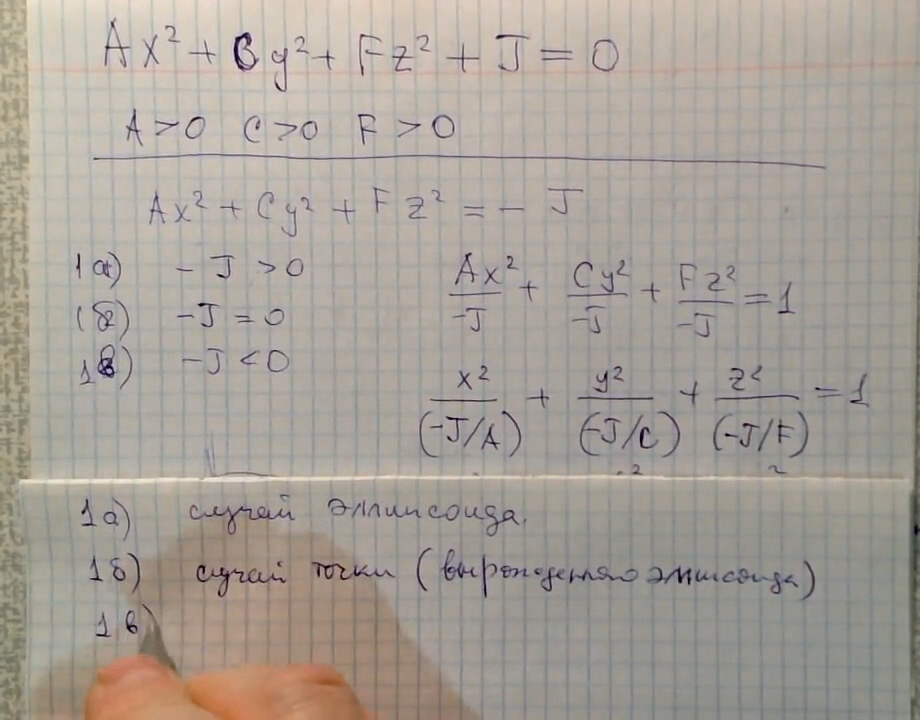 Ax² + Cy² + Fz² + J = 0
A > 0 C > 0 F > 0
Ax² + Cy² + Fz² = - J
1а) - J > 0
1б) - J = 0
1в) - J < 0
Ax²/-J + Cy²/-J + Fz²/-J = 1
x²/(-J/A) + y²/(-J/C) + z²/(-J/F) = 1
1а) случай эллипсоида.
1б) случай точки (вырожденного эллипсоида)
1в)